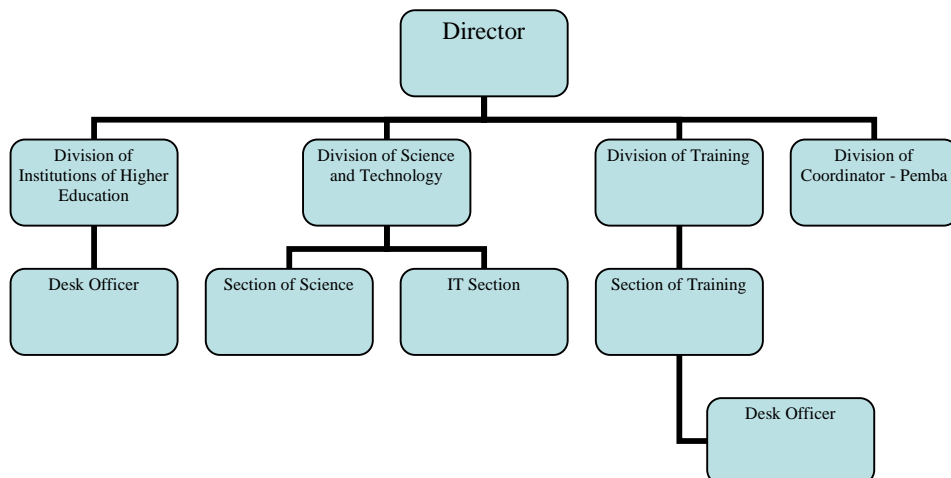 Director
Division of
Institutions of Higher
Education
Division of Science
and Technology
Division of Training
Division of
Coordinator - Pemba
Desk Officer
Section of Science
IT Section
Section of Training
Desk Officer